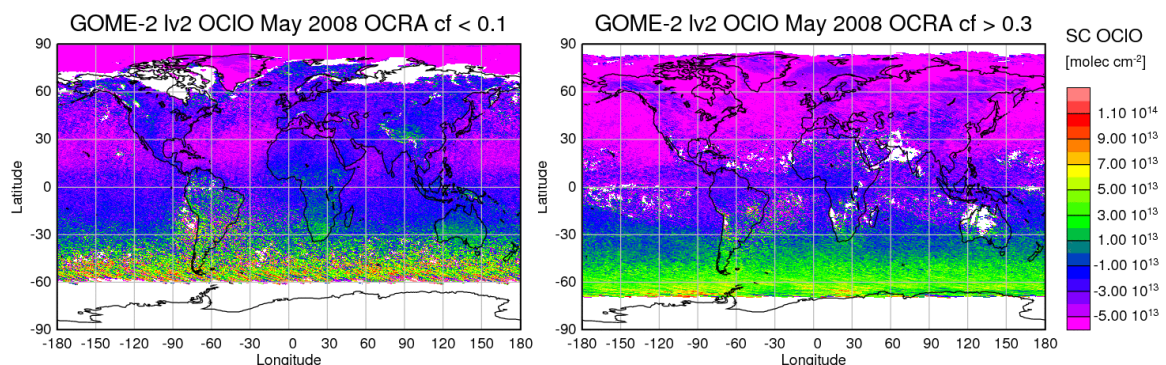 GOME-2 lv2 OClO May 2008 OCRA cf < 0.1
GOME-2 lv2 OClO May 2008 OCRA cf > 0.3
SC OClO
[molec cm-2]
90
60
30
0
-30
-60
-90
Latitude
-180 -150 -120 -90 -60 -30 0 30 60 90 120 150 180
Longitude
90
60
30
0
-30
-60
-90
Latitude
-180 -150 -120 -90 -60 -30 0 30 60 90 120 150 180
Longitude
1.10 10¹⁴
9.00 10¹³
7.00 10¹³
5.00 10¹³
3.00 10¹³
1.00 10¹³
-1.00 10¹³
-3.00 10¹³
-5.00 10¹³